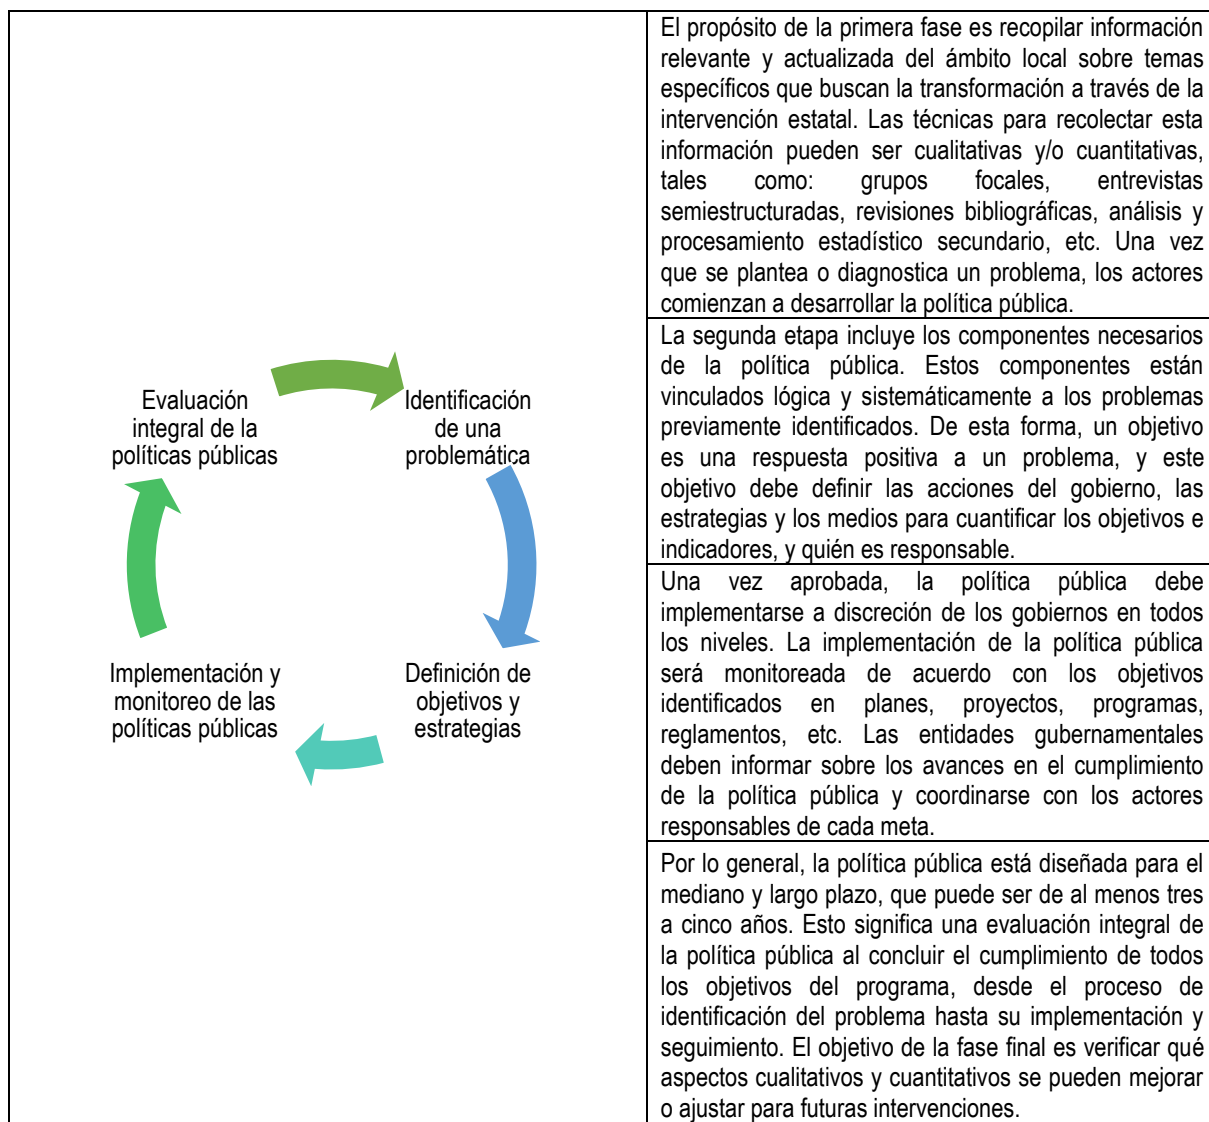 Evaluación
integral de la
políticas públicas
Identificación
de una
problemática
Implementación y
monitoreo de las
políticas públicas
Definición de
objetivos y
estrategias
El propósito de la primera fase es recopilar información
relevante y actualizada del ámbito local sobre temas
específicos que buscan la transformación a través de la
intervención estatal. Las técnicas para recolectar esta
información pueden ser cualitativas y/o cuantitativas,
tales como: grupos focales, entrevistas
semiestructuradas, revisiones bibliográficas, análisis y
procesamiento estadístico secundario, etc. Una vez
que se plantea o diagnostica un problema, los actores
comienzan a desarrollar la política pública.
La segunda etapa incluye los componentes necesarios
de la política pública. Estos componentes están
vinculados lógica y sistemáticamente a los problemas
previamente identificados. De esta forma, un objetivo
es una respuesta positiva a un problema, y este
objetivo debe definir las acciones del gobierno, las
estrategias y los medios para cuantificar los objetivos e
indicadores, y quién es responsable.
Una vez aprobada, la política pública debe
implementarse a discreción de los gobiernos en todos
los niveles. La implementación de la política pública
será monitoreada de acuerdo con los objetivos
identificados en planes, proyectos, programas,
reglamentos, etc. Las entidades gubernamentales
deben informar sobre los avances en el cumplimiento
de la política pública y coordinarse con los actores
responsables de cada meta.
Por lo general, la política pública está diseñada para el
mediano y largo plazo, que puede ser de al menos tres
a cinco años. Esto significa una evaluación integral de
la política pública al concluir el cumplimiento de todos
los objetivos del programa, desde el proceso de
identificación del problema hasta su implementación y
seguimiento. El objetivo de la fase final es verificar qué
aspectos cualitativos y cuantitativos se pueden mejorar
o ajustar para futuras intervenciones.